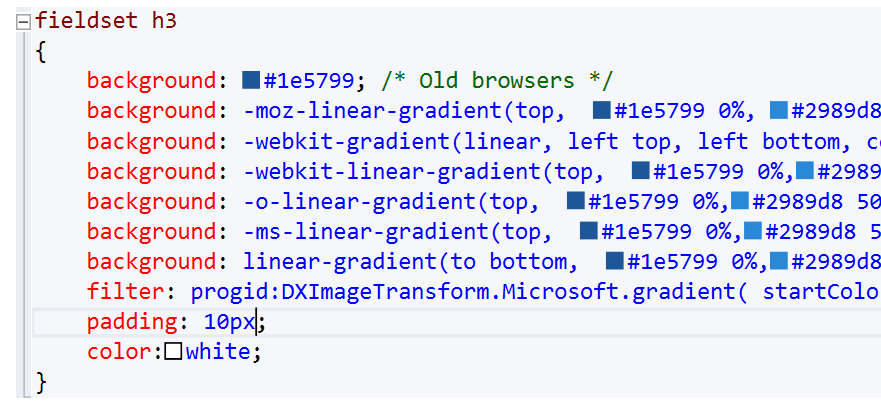 fieldset h3
{
background: #1e5799; /* Old browsers */
background: -moz-linear-gradient(top, #1e5799 0%, #2989d8
background: -webkit-gradient(linear, left top, left bottom, co
background: -webkit-linear-gradient(top, #1e5799 0%,#2989
background: -o-linear-gradient(top, #1e5799 0%,#2989d8 50
background: -ms-linear-gradient(top, #1e5799 0%,#2989d8 5
background: linear-gradient(to bottom, #1e5799 0%,#2989d8
filter: progid:DXImageTransform.Microsoft.gradient( startColo
padding: 10px;
color:white;
}